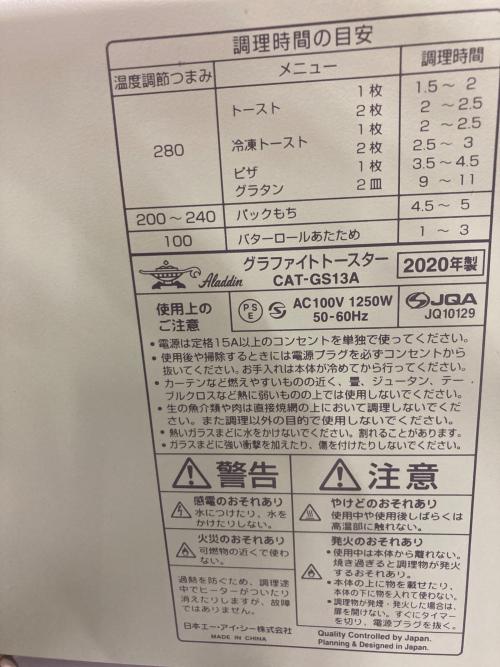 調理時間の目安
温度調節つまみ メニュー 調理時間
280 トースト 1枚 1.5～ 2
2枚 2 ～2.5
冷凍トースト 1枚 2 ～2.5
2枚 2.5～ 3
ピザ 1枚 3.5～4.5
グラタン 2皿 9 ～11
200～240 パックもち 4.5～ 5
100 バターロールあたため 1 ～ 3
Aladdin グラファイトトースター
CAT-GS13A 2020年製
使用上の
ご注意
PSE AC100V 1250W
50-60Hz
JQA
JQ10129
•電源は定格15A以上のコンセントを単独で使ってください。
•使用後や掃除するときには電源プラグを必ずコンセントから
抜いてください。お手入れは本体が冷めてから行ってください。
•カーテンなど燃えやすいものの近く、畳、ジュータン、テー
ブルクロスなど熱に弱いものの上では使用しないでください。
•生の魚介類や肉は直接焼網の上において調理しないでくだ
さい。また調理以外の目的で使用しないでください。
•熱いガラスまどに水をかけないでください。割れることがあります。
•ガラスまどに強い衝撃を加えたり、傷を付けたりしないでください。
警告
感電のおそれあり
水につけたり、水を
かけたりしない。
火災のおそれあり
可燃物の近くで使わ
ない。
過熱を防ぐため、調理途
中でヒーターがついたり
消えたりしますが、故障
ではありません。
日本エー・アイ・シー株式会社
MADE IN CHINA
注意
やけどのおそれあり
使用中や使用後しばらくは
高温部に触れない。
発火のおそれあり
•使用中は本体から離れない。
焼き過ぎると調理物が発火
するおそれあり。
•本体の上に物を載せたり、
本体の下に物を入れて使わない。
•調理物が発煙・発火した場合は、
扉を開けない。すぐにタイマー
を切り、電源プラグを抜く。
Quality Controlled by Japan.
Planning & Designed in Japan.